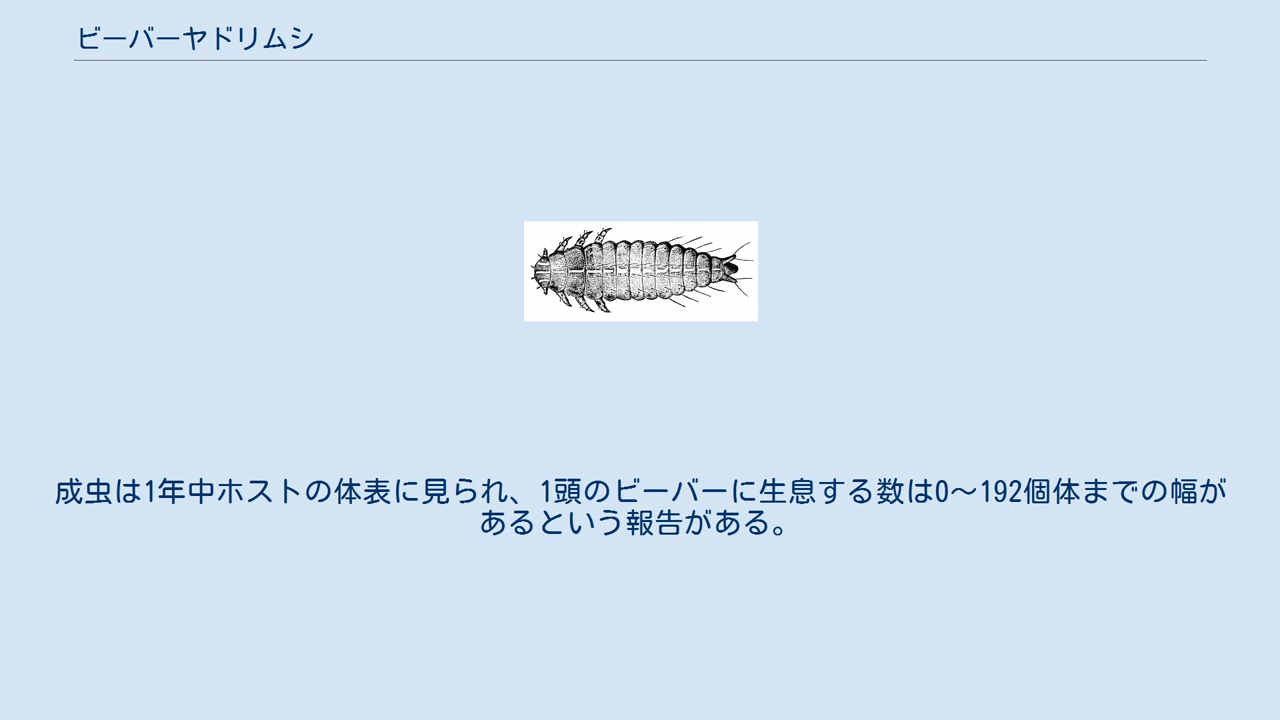 ビーバーヤドリムシ
成虫は1年中ホストの体表に見られ、1頭のビーバーに生息する数は0～192個体までの幅が
あるという報告がある。